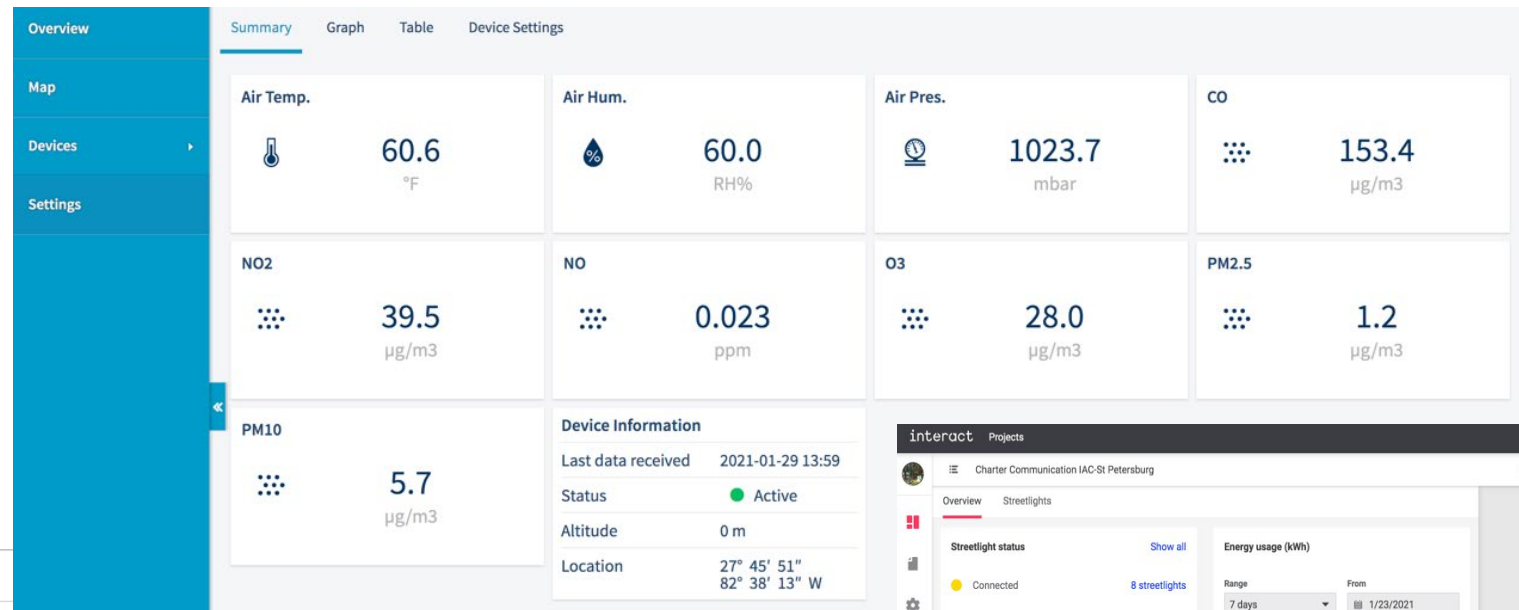 Overview
Map
Devices
Settings
Summary Graph Table Device Settings
Air Temp.
60.6
°F
Air Hum.
%
60.0
RH%
Air Pres.
1023.7
mbar
CO
153.4
µg/m3
NO2
39.5
µg/m3
NO
0.023
ppm
O3
28.0
µg/m3
PM2.5
1.2
µg/m3
PM10
5.7
µg/m3
Device Information
Last data received 2021-01-29 13:59
Status Active
Altitude 0 m
Location 27° 45' 51"
82° 38' 13" W
interact Projects
Charter Communication IAC-St Petersburg
Overview Streetlights
Streetlight status Show all
Connected 8 streetlights
Energy usage (kWh)
Range From
7 days 1/23/2021